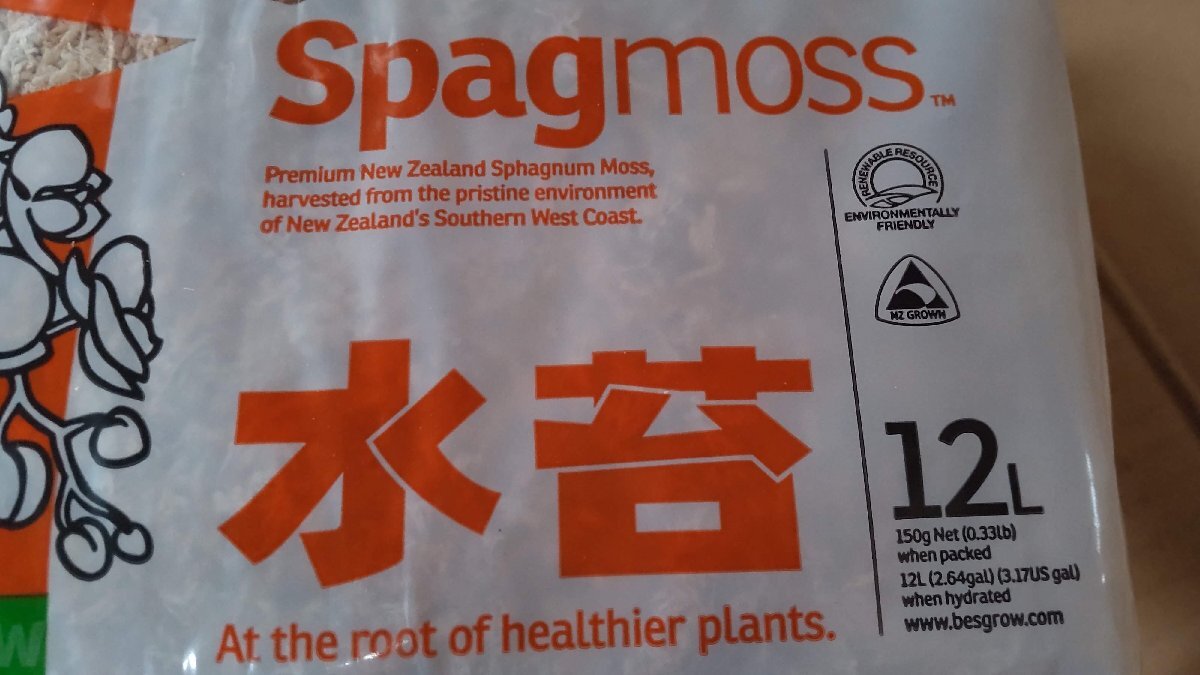 Spagmoss™
Premium New Zealand Sphagnum Moss,
harvested from the pristine environment
of New Zealand's Southern West Coast.
RENEWABLE RESOURCE
ENVIRONMENTALLY
FRIENDLY
NZ GROWN
水苔
12L
150g Net (0.33lb)
when packed
12L (2.64gal) (3.17US gal)
when hydrated
www.besgrow.com
At the root of healthier plants.
W